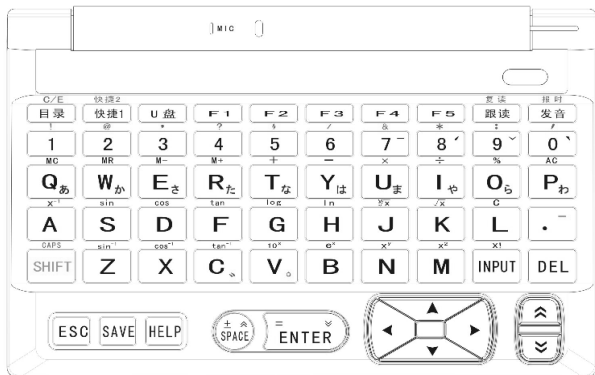 MIC
C/E 快捷2 复读 报时
目录 快捷1 U盘 F1 F2 F3 F4 F5 跟读 发音
! @ * ? / & *
1 2 3 4 5 6 7 8 9 0
MC MR M- M+ + − × ÷ % AC
Qぁ Wか Eさ Rた Tな Yは Uま Iや Oら Pわ
x⁻¹ sin cos tan log ln ʸ√x √x C
A S D F G H J K L .
CAPS sin⁻¹ cos⁻¹ tan⁻¹ 10ˣ eˣ xʸ x² X!
SHIFT Z X C V B N M INPUT DEL
± =
ESC SAVE HELP SPACE ENTER